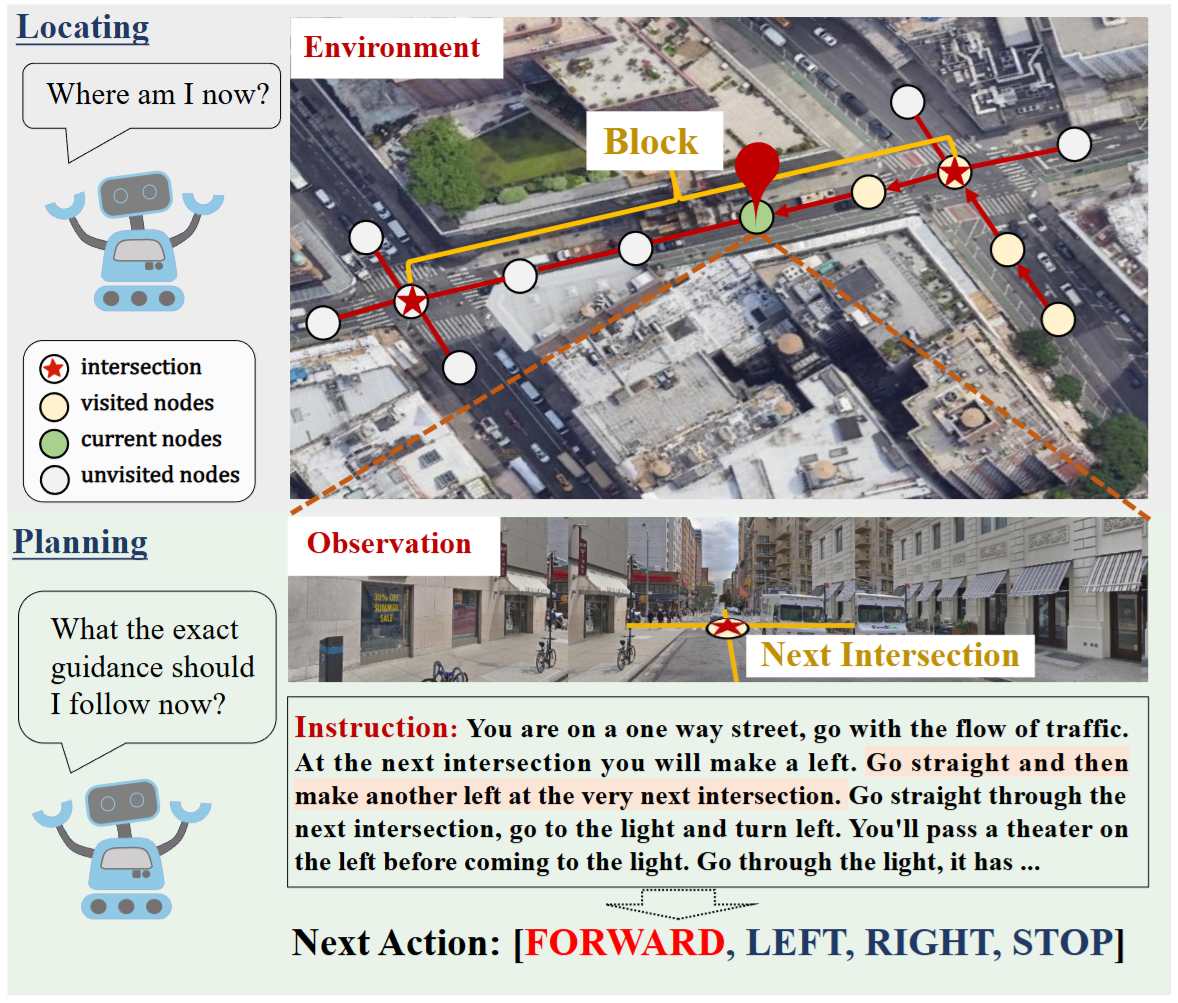 Locating
Where am I now?
Environment
Block
intersection
visited nodes
current nodes
unvisited nodes
Planning
What the exact
guidance should
I follow now?
Observation
30% OFF
SUMMER
SALE
Next Intersection
Instruction: You are on a one way street, go with the flow of traffic.
At the next intersection you will make a left. Go straight and then
make another left at the very next intersection. Go straight through the
next intersection, go to the light and turn left. You'll pass a theater on
the left before coming to the light. Go through the light, it has ...
Next Action: [FORWARD, LEFT, RIGHT, STOP]